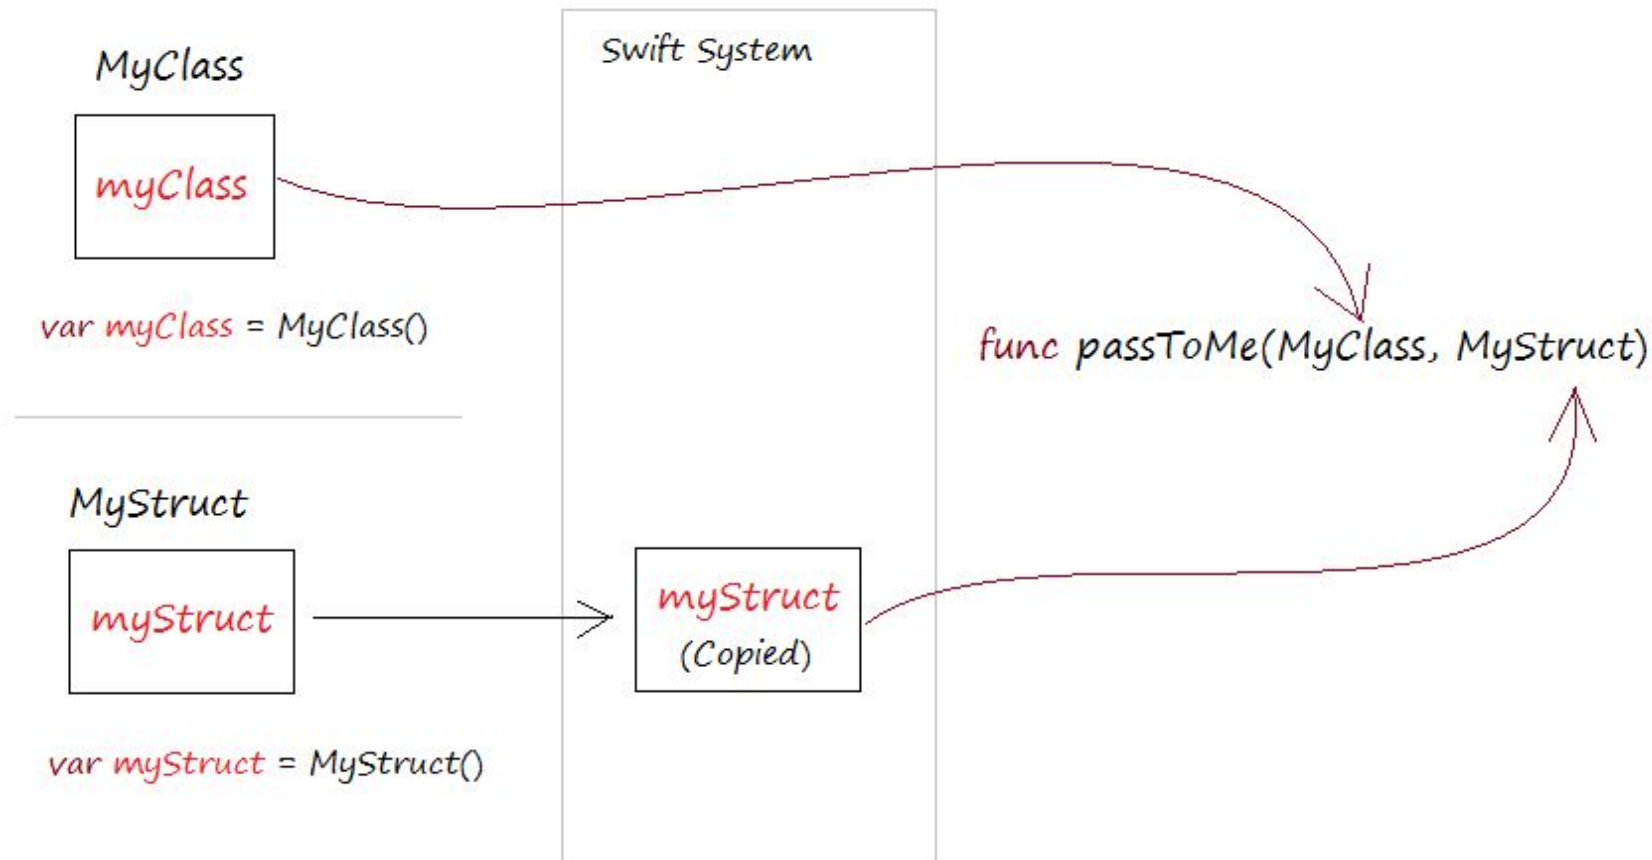 MyClass
myClass
var myClass = MyClass()
MyStruct
myStruct
var myStruct = MyStruct()
Swift System
myStruct
(Copied)
func passToMe(MyClass, MyStruct)